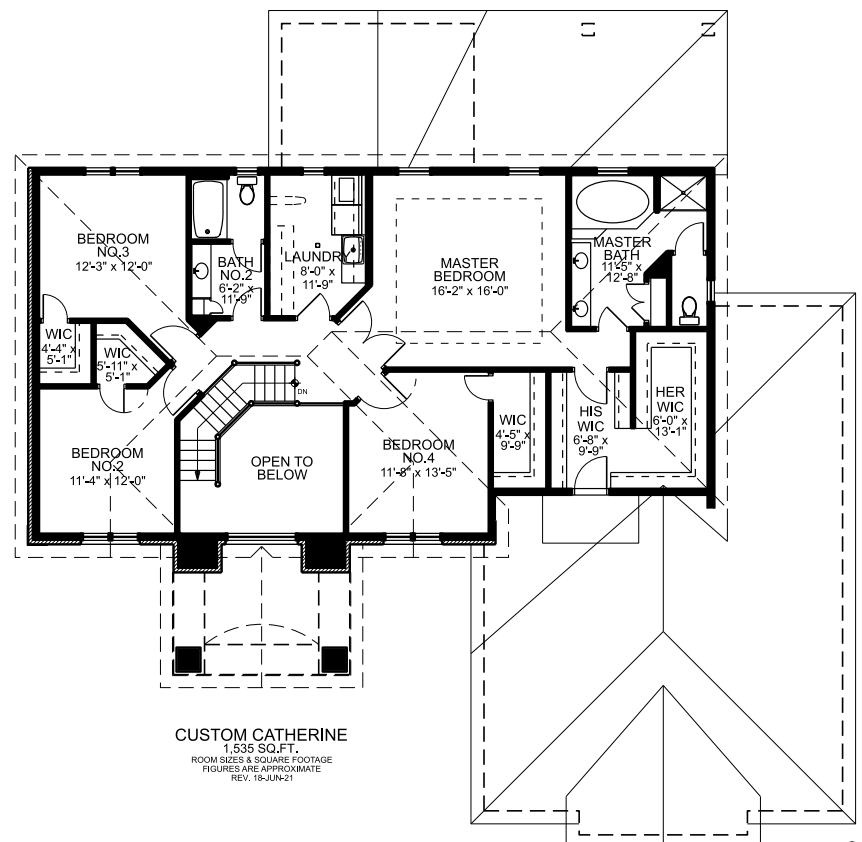 BEDROOM
NO.3
12'-3" x 12'-0"
BATH
NO.2
6'-2" x
11'-9"
LAUNDRY
8'-0" x
11'-9"
MASTER
BEDROOM
16'-2" x 16'-0"
MASTER
BATH
11'-5" x
12'-8"
WIC
4'-4" x
5'-1"
WIC
5'-11" x
5'-1"
DN
BEDROOM
NO.2
11'-4" x 12'-0"
OPEN TO
BELOW
BEDROOM
NO.4
11'-8" x 13'-5"
WIC
4'-5" x
9'-9"
HIS
WIC
6'-8" x
9'-9"
HER
WIC
6'-0" x
13'-1"
CUSTOM CATHERINE
1,535 SQ.FT.
ROOM SIZES & SQUARE FOOTAGE
FIGURES ARE APPROXIMATE
REV. 18-JUN-21